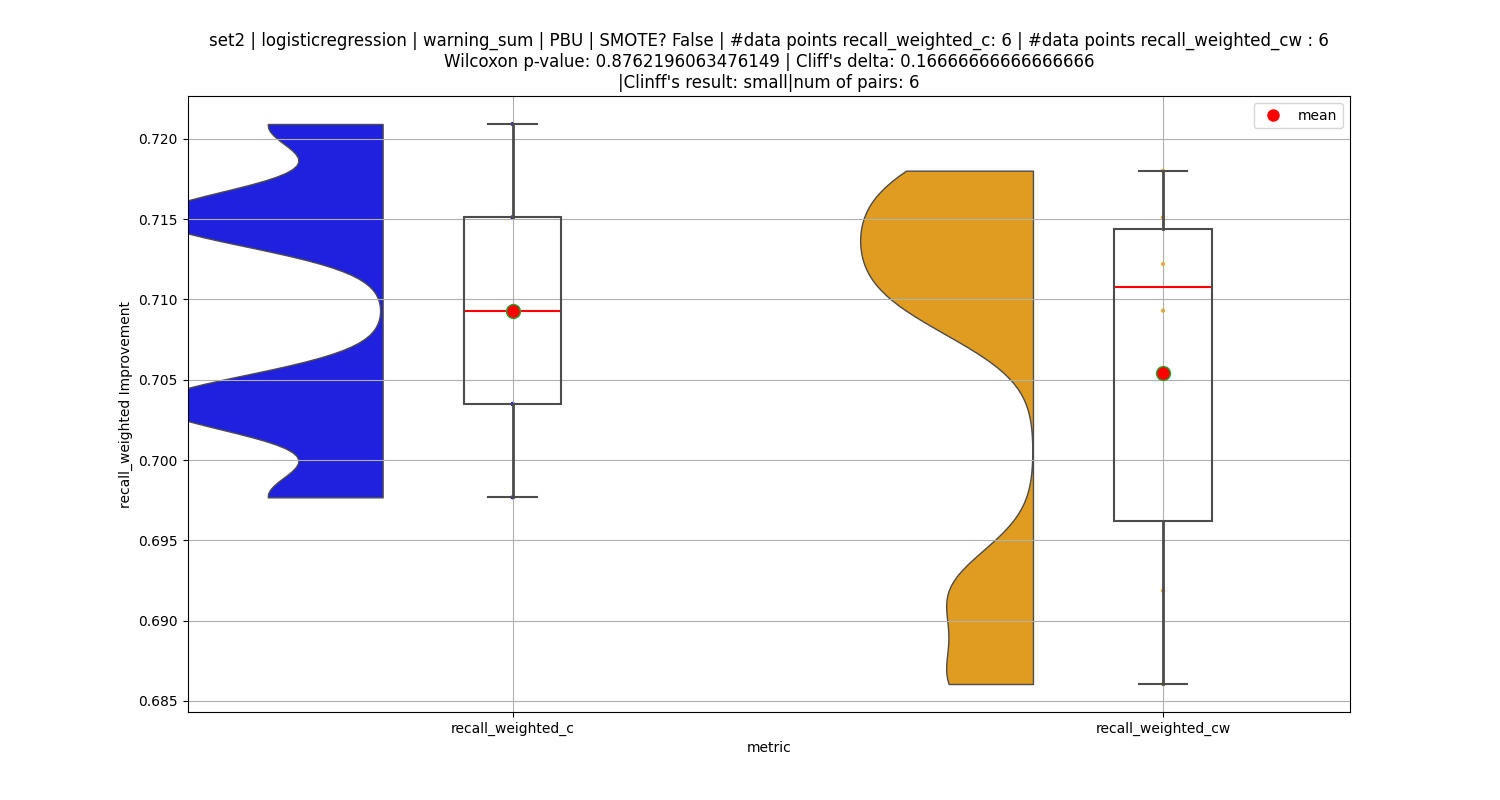 set2 | logisticregression | warning_sum | PBU | SMOTE? False | #data points recall_weighted_c: 6 | #data points recall_weighted_cw : 6
Wilcoxon p-value: 0.8762196063476149 | Cliff's delta: 0.16666666666666666
|Clinff's result: small|num of pairs: 6
mean
0.720
0.715
0.710
0.705
0.700
0.695
0.690
0.685
recall_weighted Improvement
recall_weighted_c
recall_weighted_cw
metric